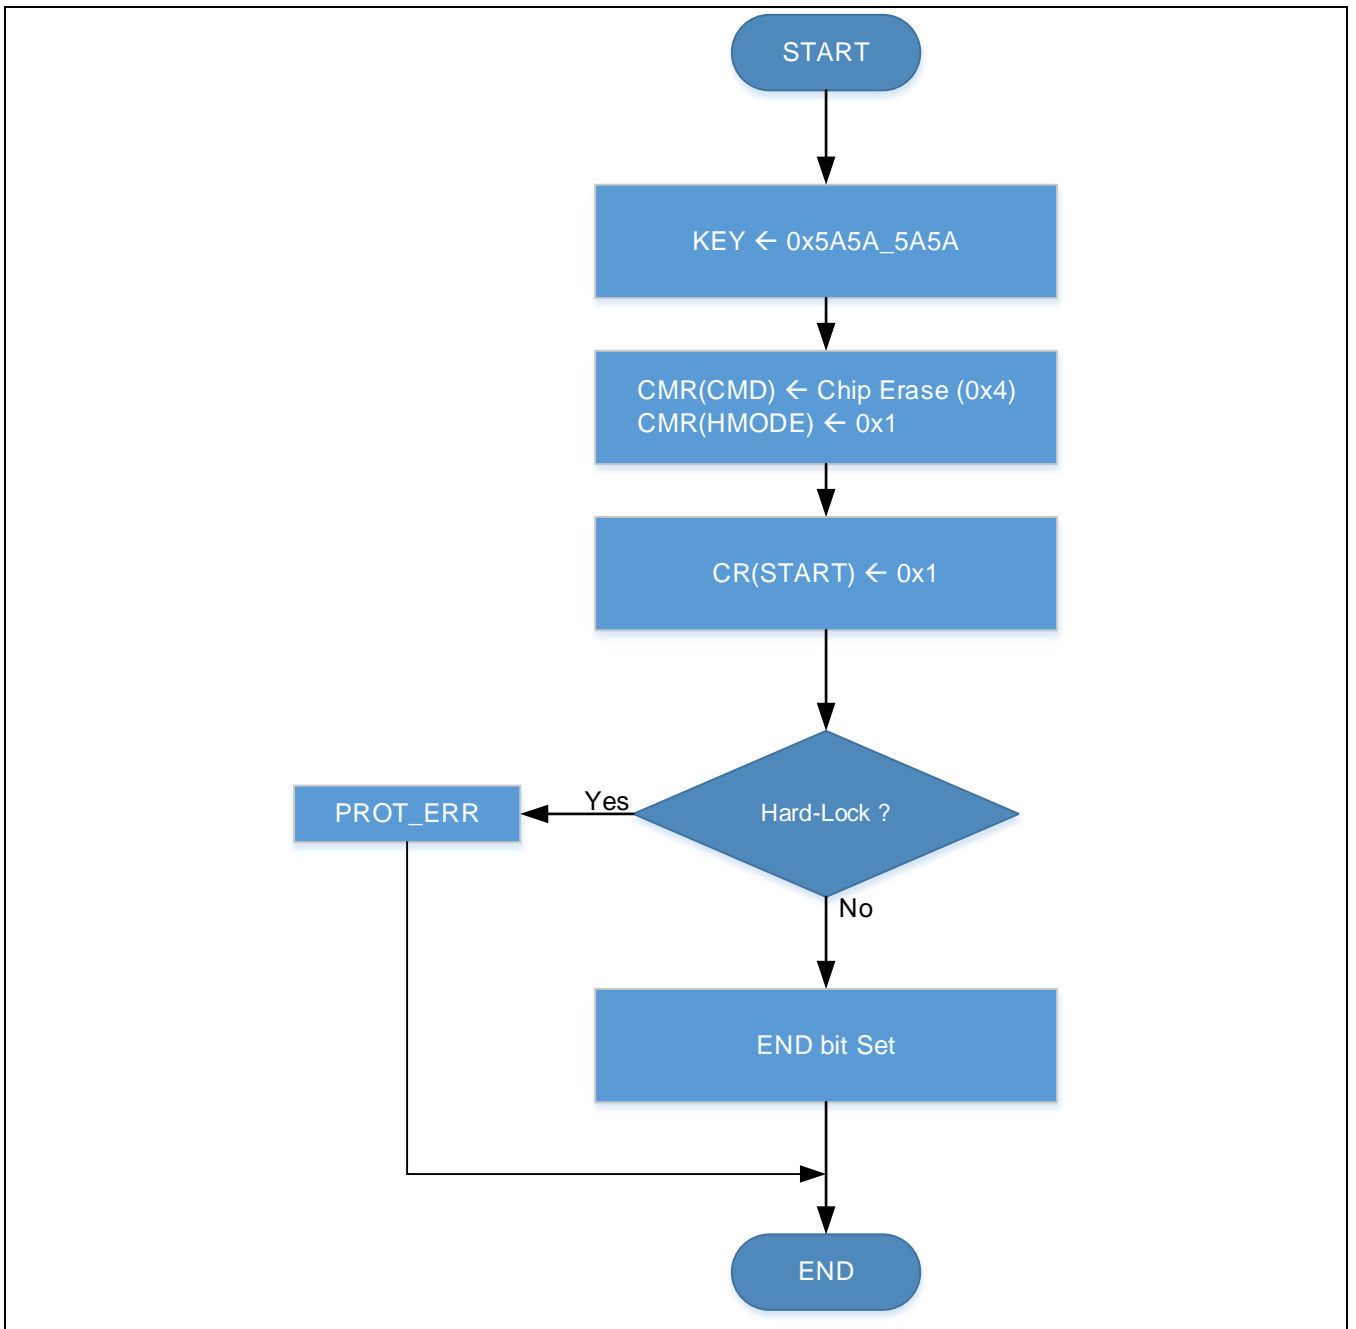 START
KEY ← 0x5A5A_5A5A
CMR(CMD) ← Chip Erase (0x4)
CMR(HMODE) ← 0x1
CR(START) ← 0x1
Hard-Lock ?
Yes
PROT_ERR
No
END bit Set
END